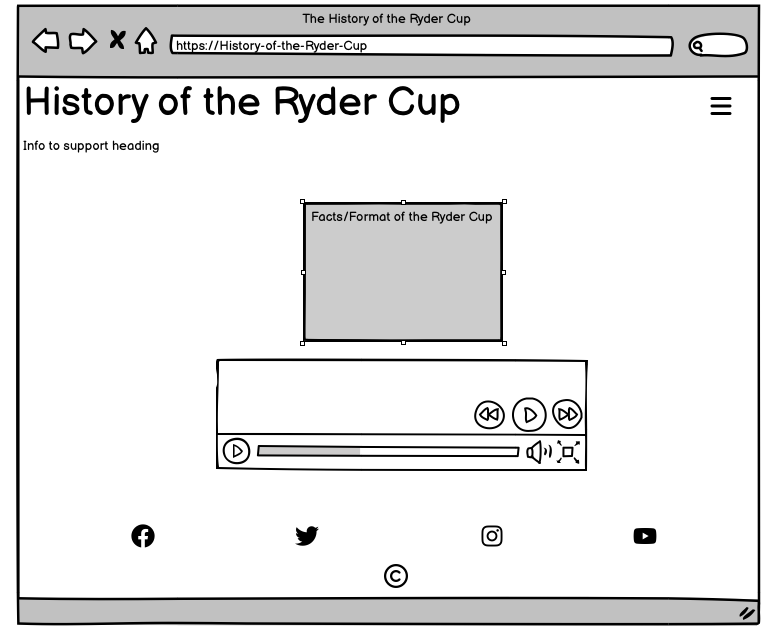 The History of the Ryder Cup
https://History-of-the-Ryder-Cup
History of the Ryder Cup
Info to support heading
Facts/Format of the Ryder Cup
©